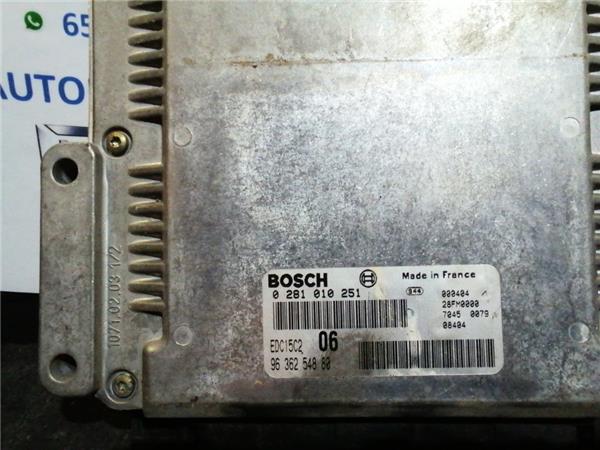 65
AUTO
1071.02.03 1/2
BOSCH
Made in France
0 281 010 251
944
000404
28FM0000
7045 0079
08404
EDC15C2 06
96 362 548 80